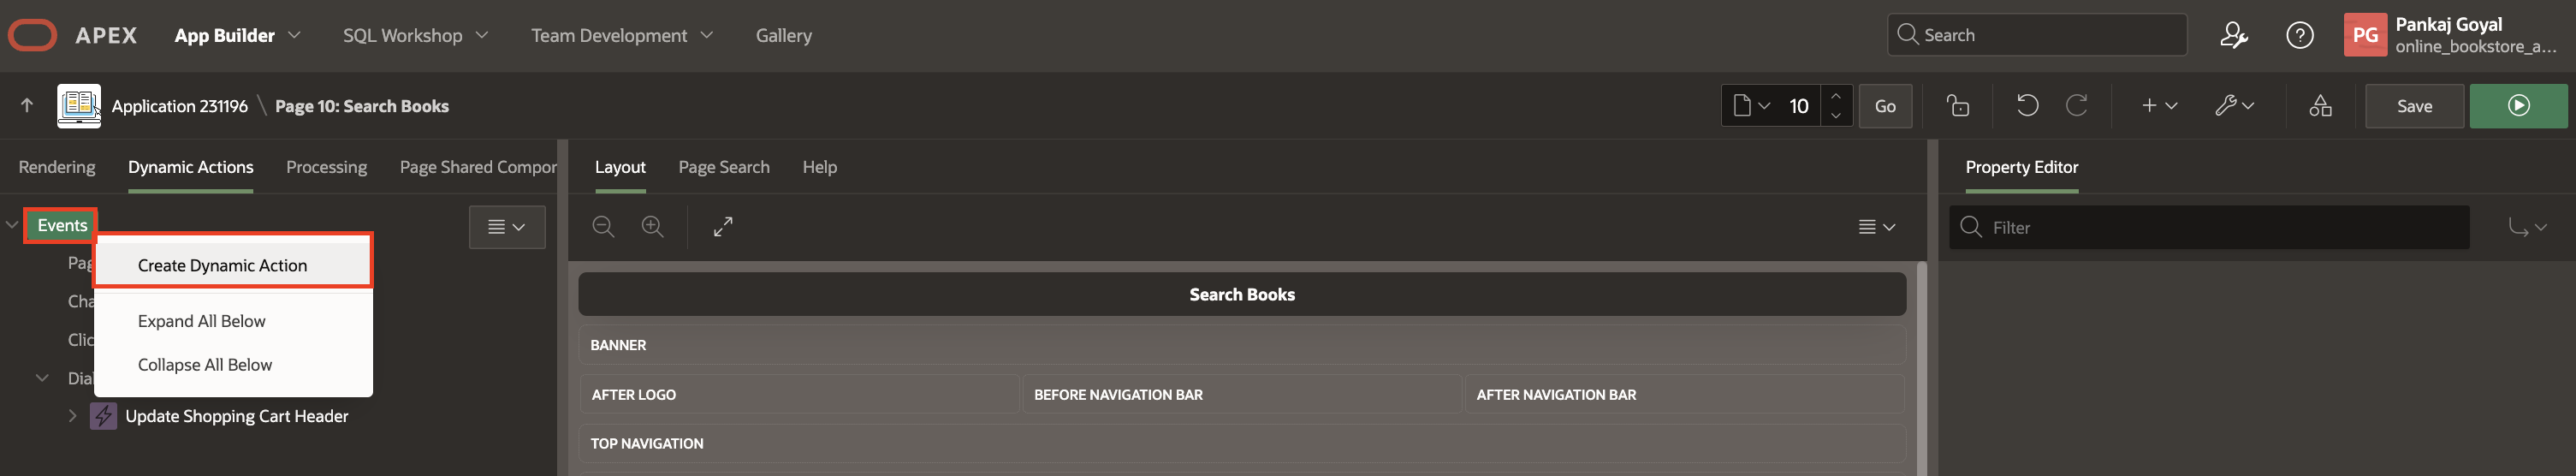 APEX App Builder SQL Workshop Team Development Gallery Search PG Pankaj Goyal
online_bookstore_a...
Application 231196 \ Page 10: Search Books 10 Go Save
Rendering Dynamic Actions Processing Page Shared Compor Layout Page Search Help Property Editor
Events Filter
Pag
Create Dynamic Action
Search Books
Cha
Expand All Below
Clic
BANNER
Collapse All Below
Dial
AFTER LOGO BEFORE NAVIGATION BAR AFTER NAVIGATION BAR
Update Shopping Cart Header
TOP NAVIGATION